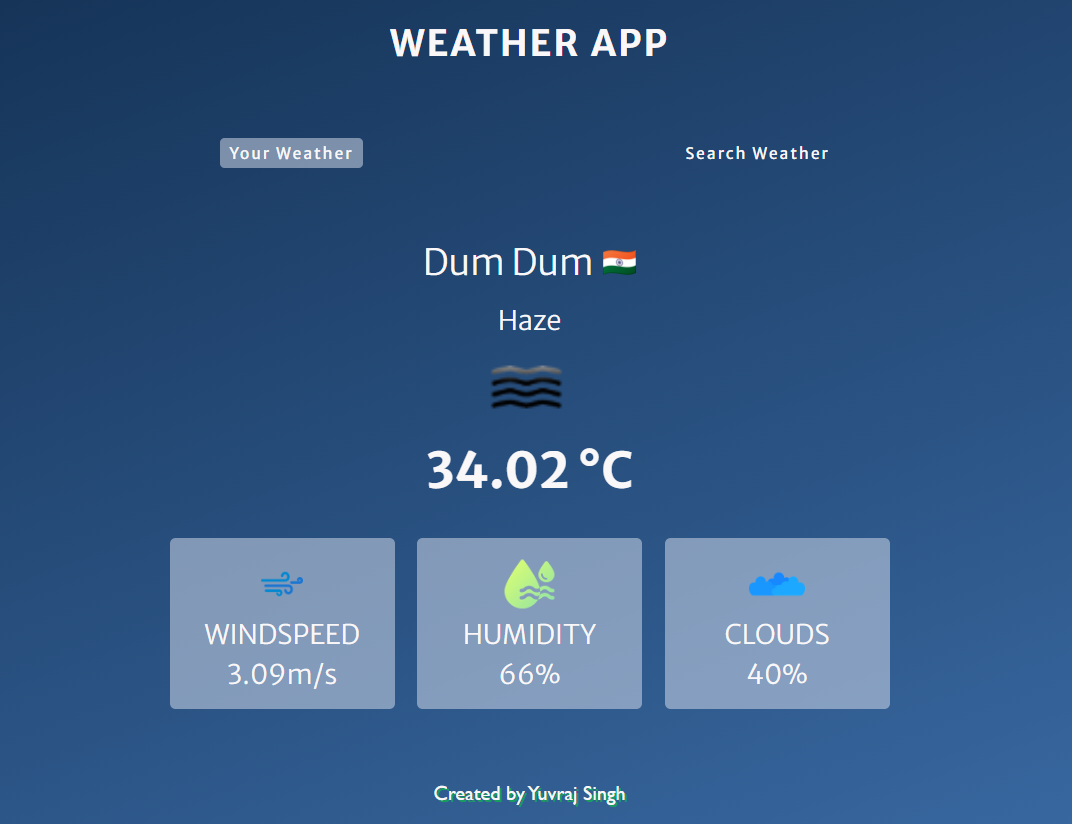 WEATHER APP
Your Weather
Search Weather
Dum Dum
Haze
34.02 °C
WINDSPEED
3.09m/s
HUMIDITY
66%
CLOUDS
40%
Created by Yuvraj Singh